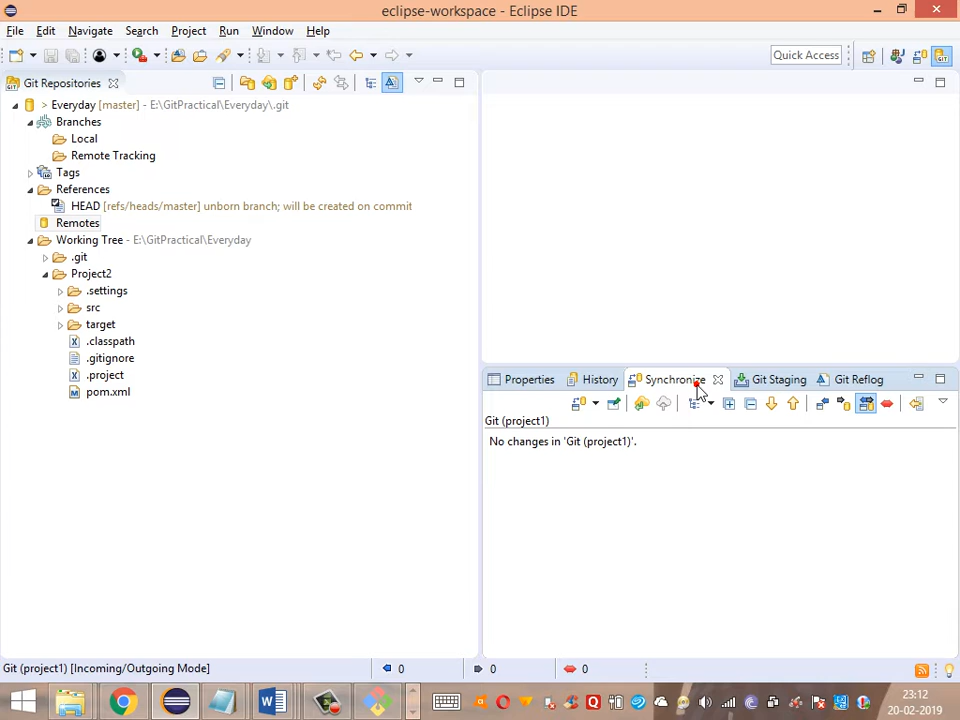 eclipse-workspace - Eclipse IDE
File Edit Navigate Search Project Run Window Help
Quick Access
Git Repositories
> Everyday [master] - E:\GitPractical\Everyday\.git
Branches
Local
Remote Tracking
Tags
References
HEAD [refs/heads/master] unborn branch; will be created on commit
Remotes
Working Tree - E:\GitPractical\Everyday
.git
Project2
.settings
src
target
.classpath
.gitignore
.project
pom.xml
Properties History Synchronize Git Staging Git Reflog
Git (project1)
No changes in 'Git (project1)'.
Git (project1) [Incoming/Outgoing Mode] 0 0 0
23:12
20-02-2019